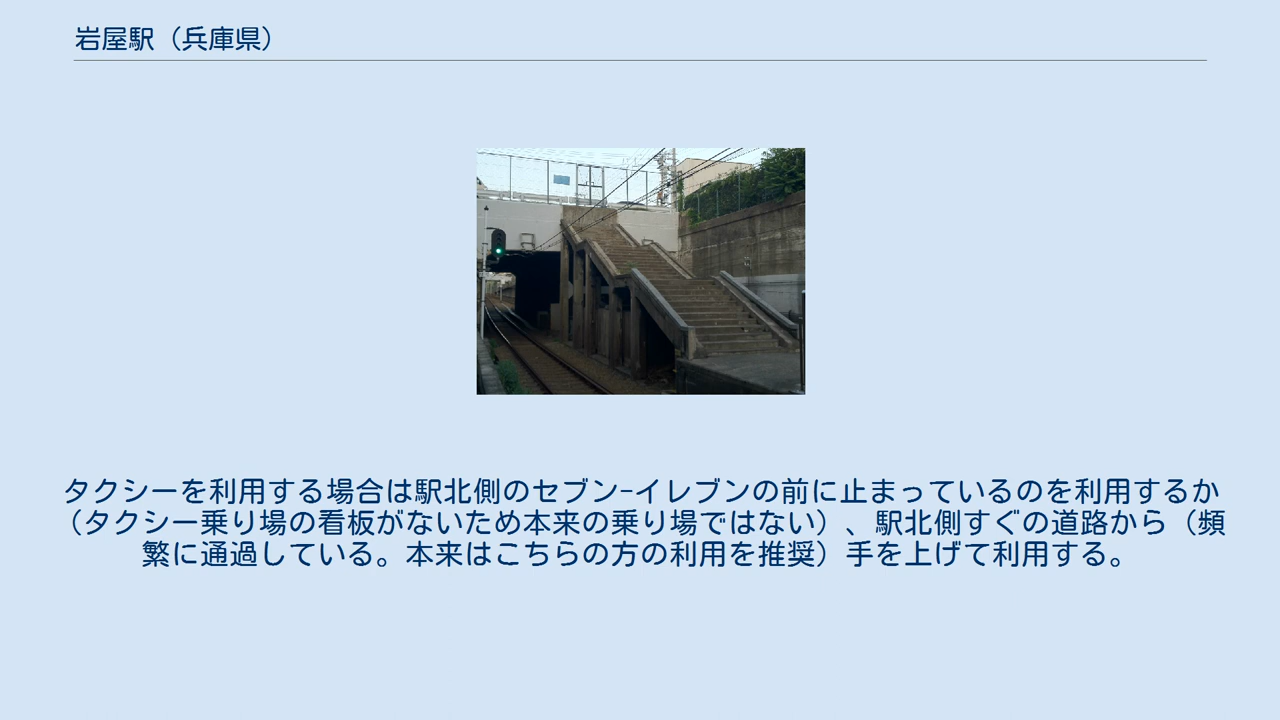 岩屋駅（兵庫県）
タクシーを利用する場合は駅北側のセブン-イレブンの前に止まっているのを利用するか
（タクシー乗り場の看板がないため本来の乗り場ではない）、駅北側すぐの道路から（頻
繁に通過している。本来はこちらの方の利用を推奨）手を上げて利用する。